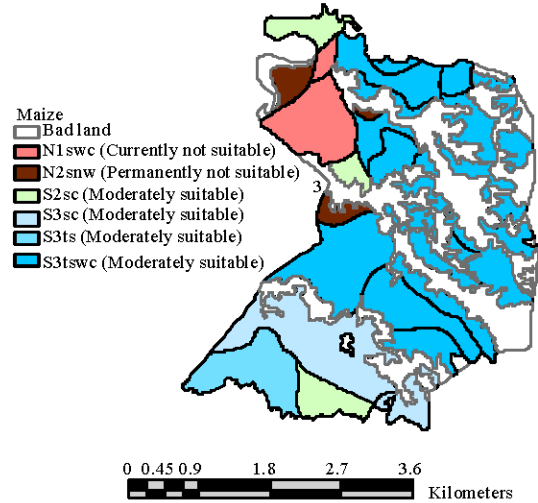 Maize
Bad land
N1swc (Currently not suitable)
N2snw (Permanently not suitable)
S2sc (Moderately suitable)
S3sc (Moderately suitable)
S3ts (Moderately suitable)
S3tswc (Moderately suitable)
3
0 0.45 0.9 1.8 2.7 3.6
Kilometers